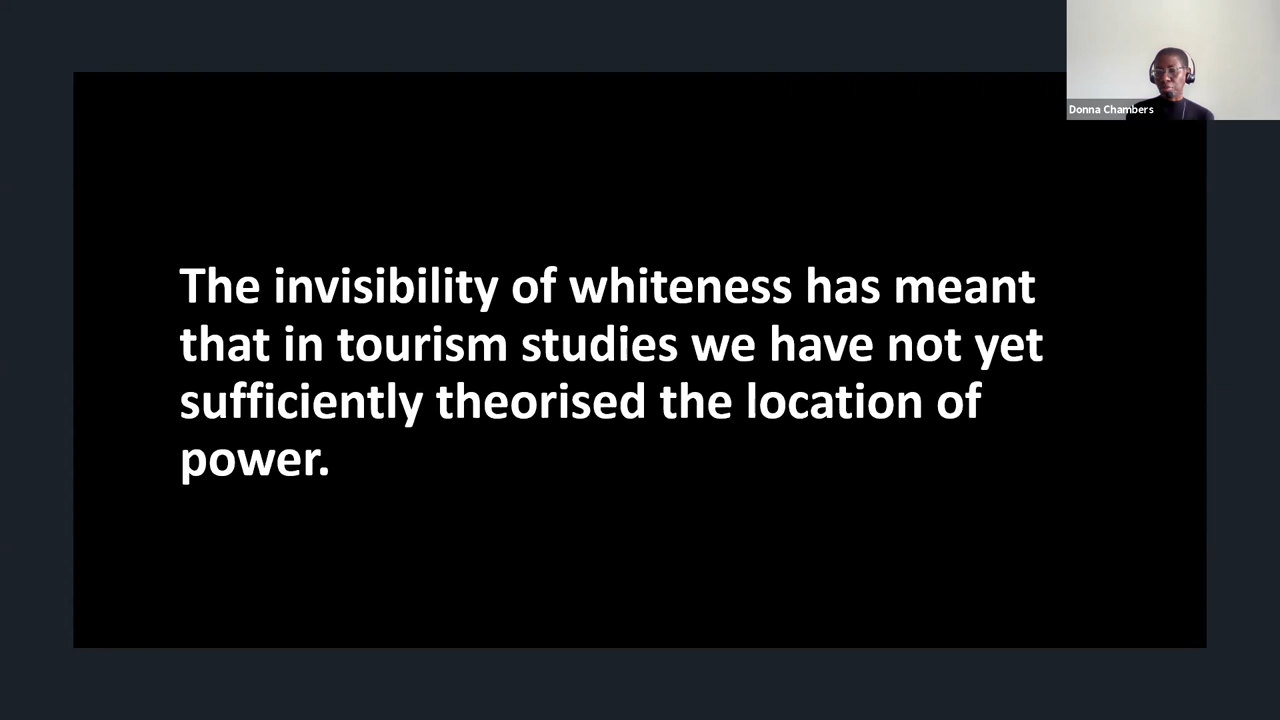 Donna Chambers
The invisibility of whiteness has meant
that in tourism studies we have not yet
sufficiently theorised the location of
power.